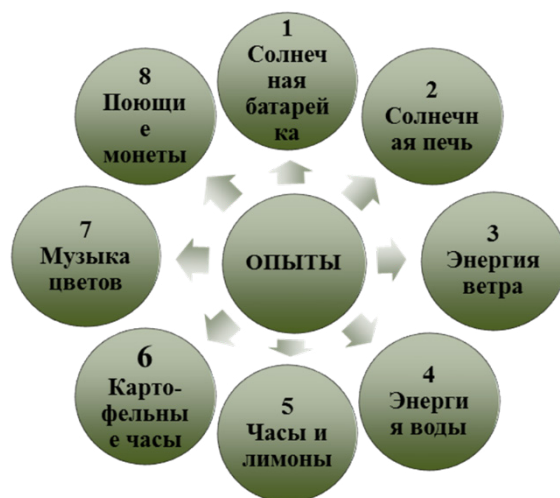 1
Солнеч
ная
батарей
ка
2
Солнечн
ая печь
3
Энергия
ветра
4
Энерги
я воды
5
Часы и
лимоны
6
Карто-
фельны
е часы
7
Музыка
цветов
8
Поющи
е
монеты
ОПЫТЫ